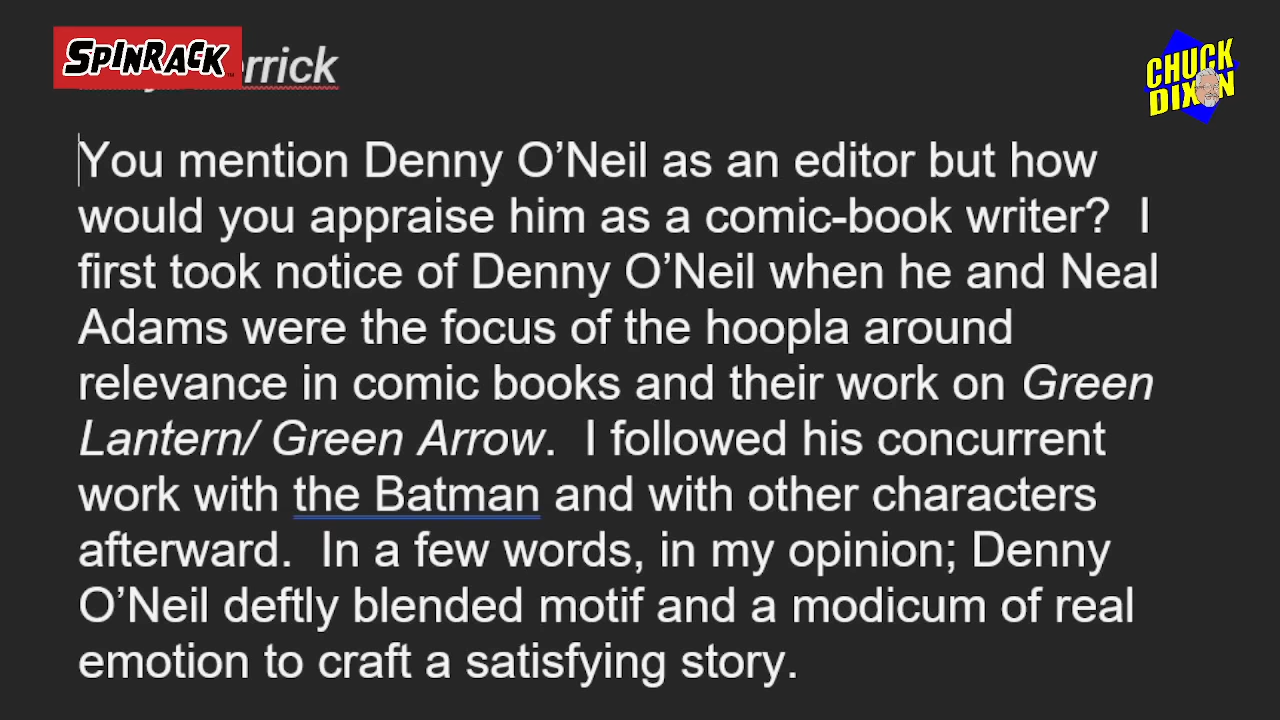 SPINRACK
CHUCK
DIXON
You mention Denny O’Neil as an editor but how
would you appraise him as a comic-book writer?  I
first took notice of Denny O’Neil when he and Neal
Adams were the focus of the hoopla around
relevance in comic books and their work on Green
Lantern/ Green Arrow.  I followed his concurrent
work with the Batman and with other characters
afterward.  In a few words, in my opinion; Denny
O’Neil deftly blended motif and a modicum of real
emotion to craft a satisfying story.